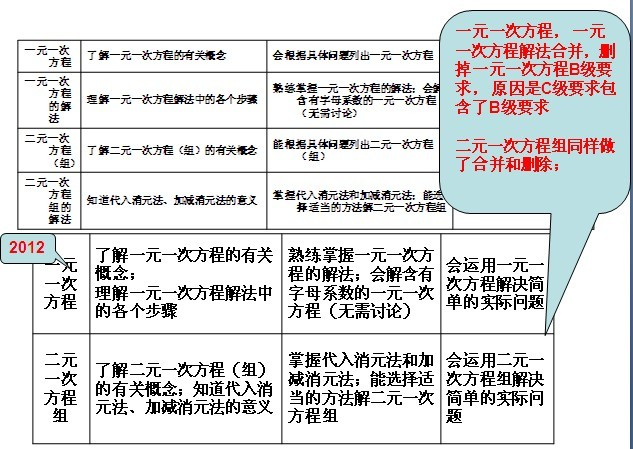 一元一次方程，一元
一次方程解法合并，删
掉一元一次方程B级要
求，原因是C级要求包
含了B级要求
二元一次方程组同样做
了合并和删除；
一元一次
方程
了解一元一次方程的有关概念
会根据具体问题列出一元一次方程
一元一次
方程
的解
法
理解一元一次方程解法中的各个步骤
熟练掌握一元一次方程的解法；会解
含有字母系数的一元一次方程
（无需讨论）
二元一次
方程
（组）
了解二元一次方程（组）的有关概念
能根据具体问题列出二元一次方程
（组）
二元一次
方程
组的
解法
知道代入消元法、加减消元法的意义
掌握代入消元法和加减消元法；能选
择适当的方法解二元一次方程组
2012
一元
一次
方程
了解一元一次方程的有关
概念；
理解一元一次方程解法中
的各个步骤
熟练掌握一元一次方
程的解法；会解含有
字母系数的一元一次
方程（无需讨论）
会运用一元一
次方程解决简
单的实际问题
二元
一次
方程
组
了解二元一次方程（组）
的有关概念；知道代入消
元法、加减消元法的意义
掌握代入消元法和加
减消元法；能选择适
当的方法解二元一次
方程组
会运用二元一
次方程组解决
简单的实际问
题